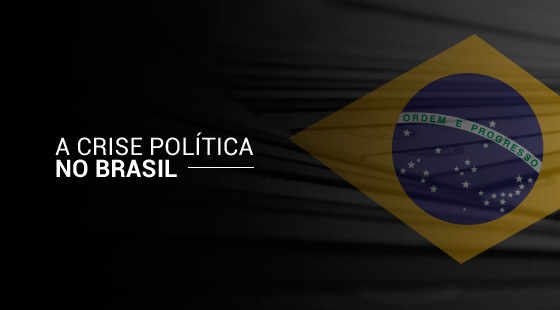 A CRISE POLÍTICA
NO BRASIL
ORDEM E PROGRESSO